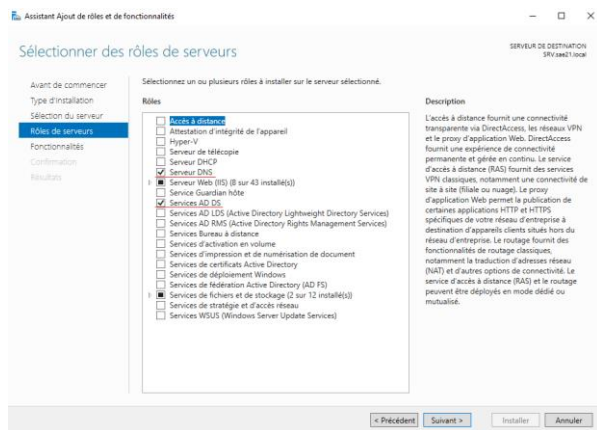 Assistant Ajout de rôles et de fonctionnalités
Sélectionner des rôles de serveurs
SERVEUR DE DESTINATION
SRV.sae21.local
Avant de commencer
Type d'installation
Sélection du serveur
Rôles de serveurs
Fonctionnalités
Confirmation
Résultats
Sélectionnez un ou plusieurs rôles à installer sur le serveur sélectionné.
Rôles
Accès à distance
Attestation d'intégrité de l'appareil
Hyper-V
Serveur de télécopie
Serveur DHCP
Serveur DNS
Serveur Web (IIS) (8 sur 43 installé(s))
Service Guardian hôte
Services AD DS
Services AD LDS (Active Directory Lightweight Directory Services)
Services AD RMS (Active Directory Rights Management Services)
Services Bureau à distance
Services d'activation en volume
Services d'impression et de numérisation de document
Services de certificats Active Directory
Services de déploiement Windows
Services de fédération Active Directory (AD FS)
Services de fichiers et de stockage (2 sur 12 installé(s))
Services de stratégie et d'accès réseau
Services WSUS (Windows Server Update Services)
Description
L'accès à distance fournit une connectivité
transparente via DirectAccess, les réseaux VPN
et le proxy d'application Web. DirectAccess
fournit une expérience de connectivité
permanente et gérée en continu. Le service
d'accès à distance (RAS) fournit des services
VPN classiques, notamment une connectivité de
site à site (filiale ou nuage). Le proxy
d'application Web permet la publication de
certaines applications HTTP et HTTPS
spécifiques de votre réseau d'entreprise à
destination d'appareils clients situés hors du
réseau d'entreprise. Le routage fournit des
fonctionnalités de routage classiques,
notamment la traduction d'adresses réseau
(NAT) et d'autres options de connectivité. Le
service d'accès à distance (RAS) et le routage
peuvent être déployés en mode dédié ou
mutualisé.
< Précédent
Suivant >
Installer
Annuler